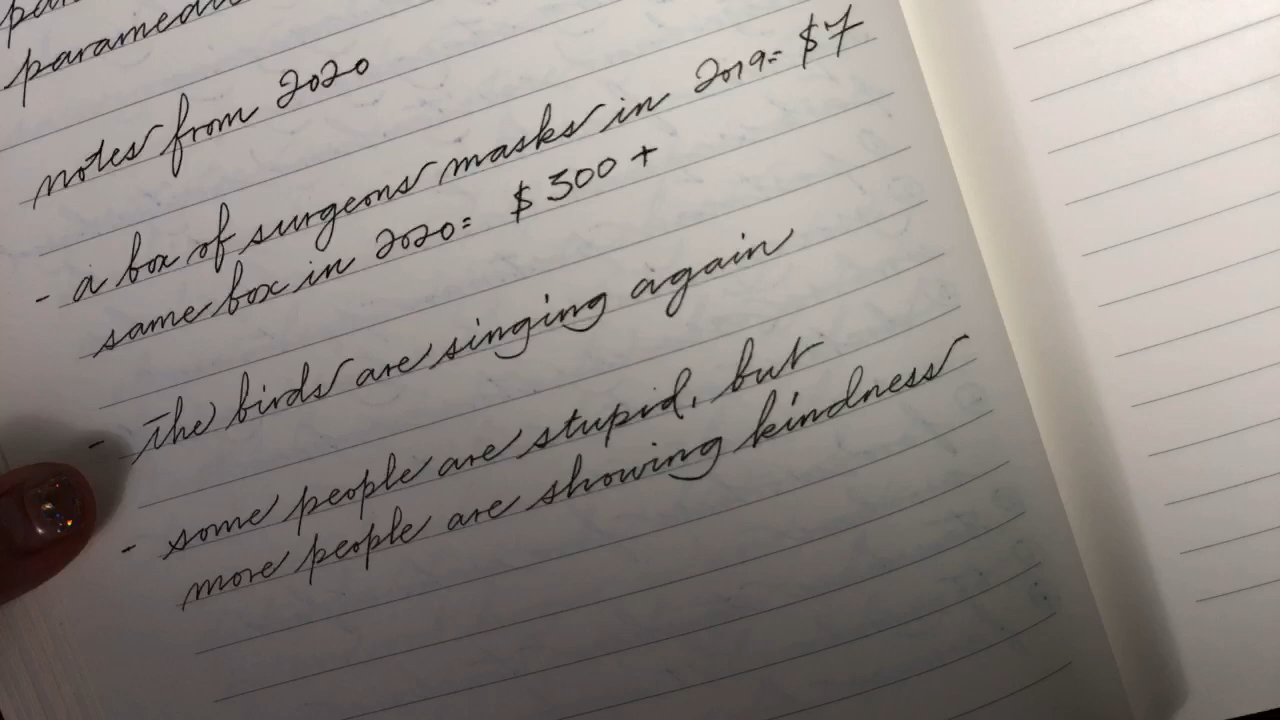 notes from 2020
- a box of surgeons masks in 2019= $7
same box in 2020= $300+
- the birds are singing again
- some people are stupid, but
more people are showing kindness